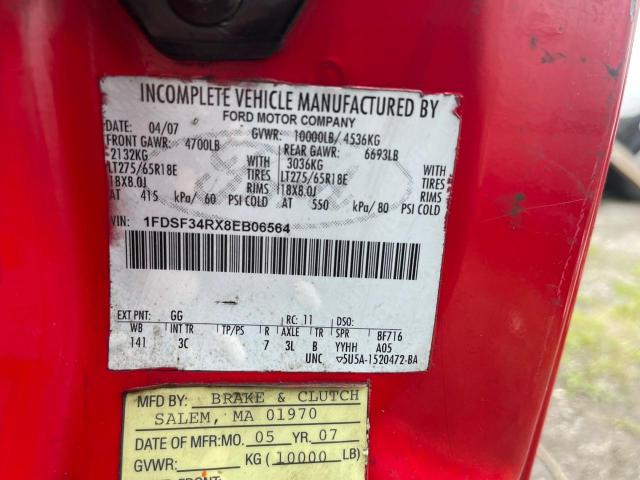 INCOMPLETE VEHICLE MANUFACTURED BY
FORD MOTOR COMPANY
DATE: 04/07 GVWR: 10000LB/ 4536KG
FRONT GAWR: 4700LB REAR GAWR: 6693LB
2132KG WITH 3036KG WITH
LT275/65R18E TIRES LT275/65R18E TIRES
18X8.0J RIMS 18X8.0J RIMS
AT 415 kPa/ 60 PSI COLD AT 550 kPa/ 80 PSI COLD
VIN: 1FDSF34RX8EB06564
EXT PNT: GG RC: 11 DSO:
WB INT TR TP/PS R AXLE TR SPR 8F716
141 3C 7 3L B YYHH A05
UNC ▽5U5A-1520472-BA
MFD BY: BRAKE & CLUTCH
SALEM, MA 01970
DATE OF MFR: MO. 05 YR. 07
GVWR: KG (10000 LB)